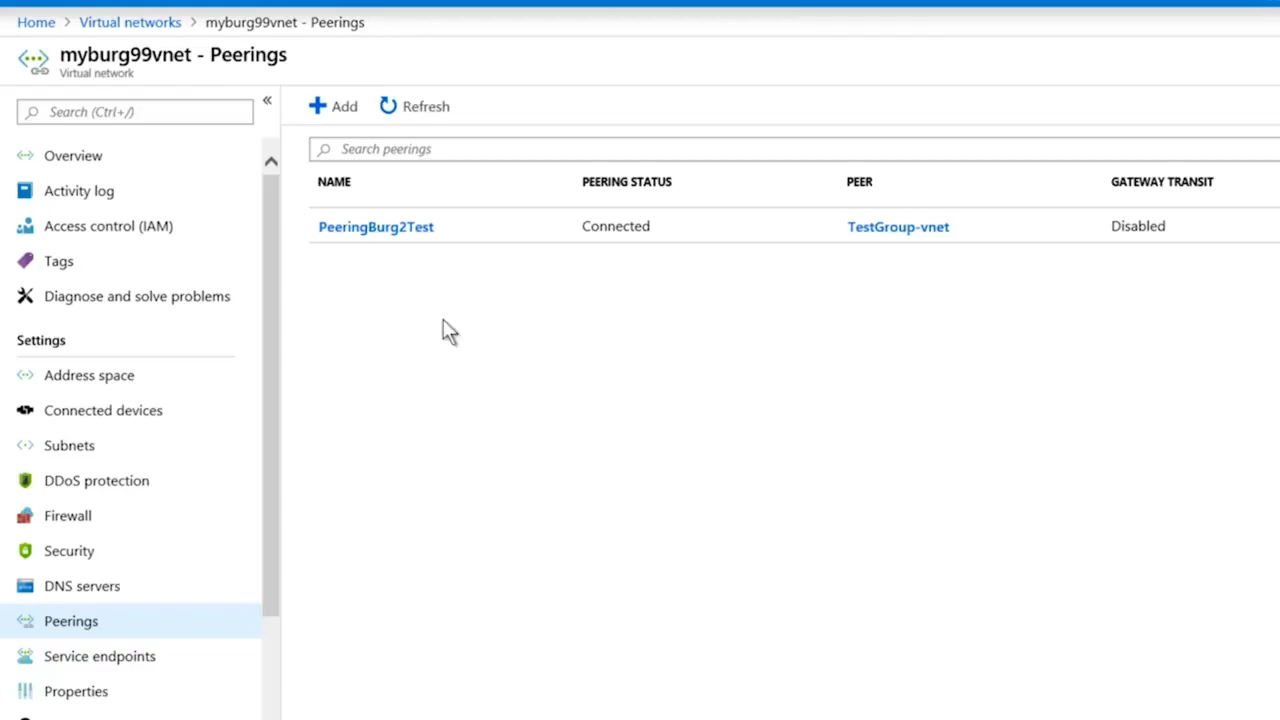 Home > Virtual networks > myburg99vnet - Peerings
myburg99vnet - Peerings
Virtual network
Search (Ctrl+/)
«
Overview
Activity log
Access control (IAM)
Tags
Diagnose and solve problems
Settings
Address space
Connected devices
Subnets
DDoS protection
Firewall
Security
DNS servers
Peerings
Service endpoints
Properties
Add Refresh
Search peerings
NAME PEERING STATUS PEER GATEWAY TRANSIT
PeeringBurg2Test Connected TestGroup-vnet Disabled